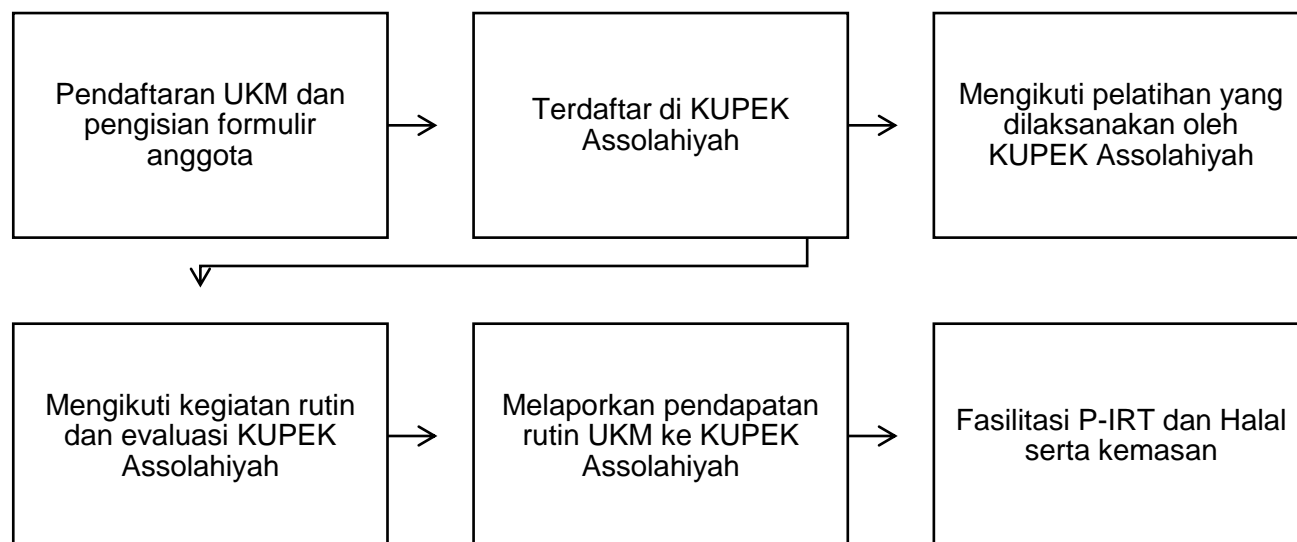 Pendaftaran UKM dan
pengisian formulir
anggota
Terdaftar di KUPEK
Assolahiyah
Mengikuti pelatihan yang
dilaksanakan oleh
KUPEK Assolahiyah
Mengikuti kegiatan rutin
dan evaluasi KUPEK
Assolahiyah
Melaporkan pendapatan
rutin UKM ke KUPEK
Assolahiyah
Fasilitasi P-IRT dan Halal
serta kemasan